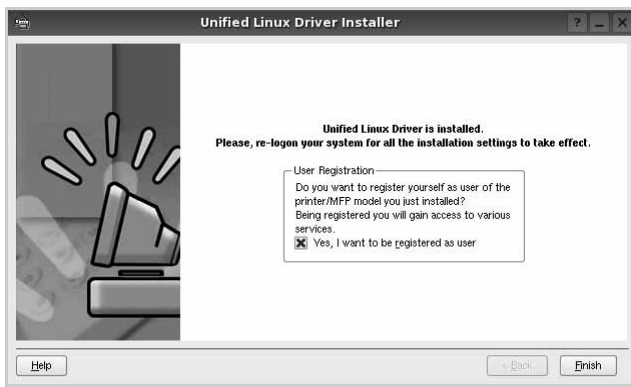 Unified Linux Driver Installer
Unified Linux Driver is installed.
Please, re-logon your system for all the installation settings to take effect.
User Registration
Do you want to register yourself as user of the
printer/MFP model you just installed?
Being registered you will gain access to various
services.
Yes, I want to be registered as user
Help
< Back
Finish